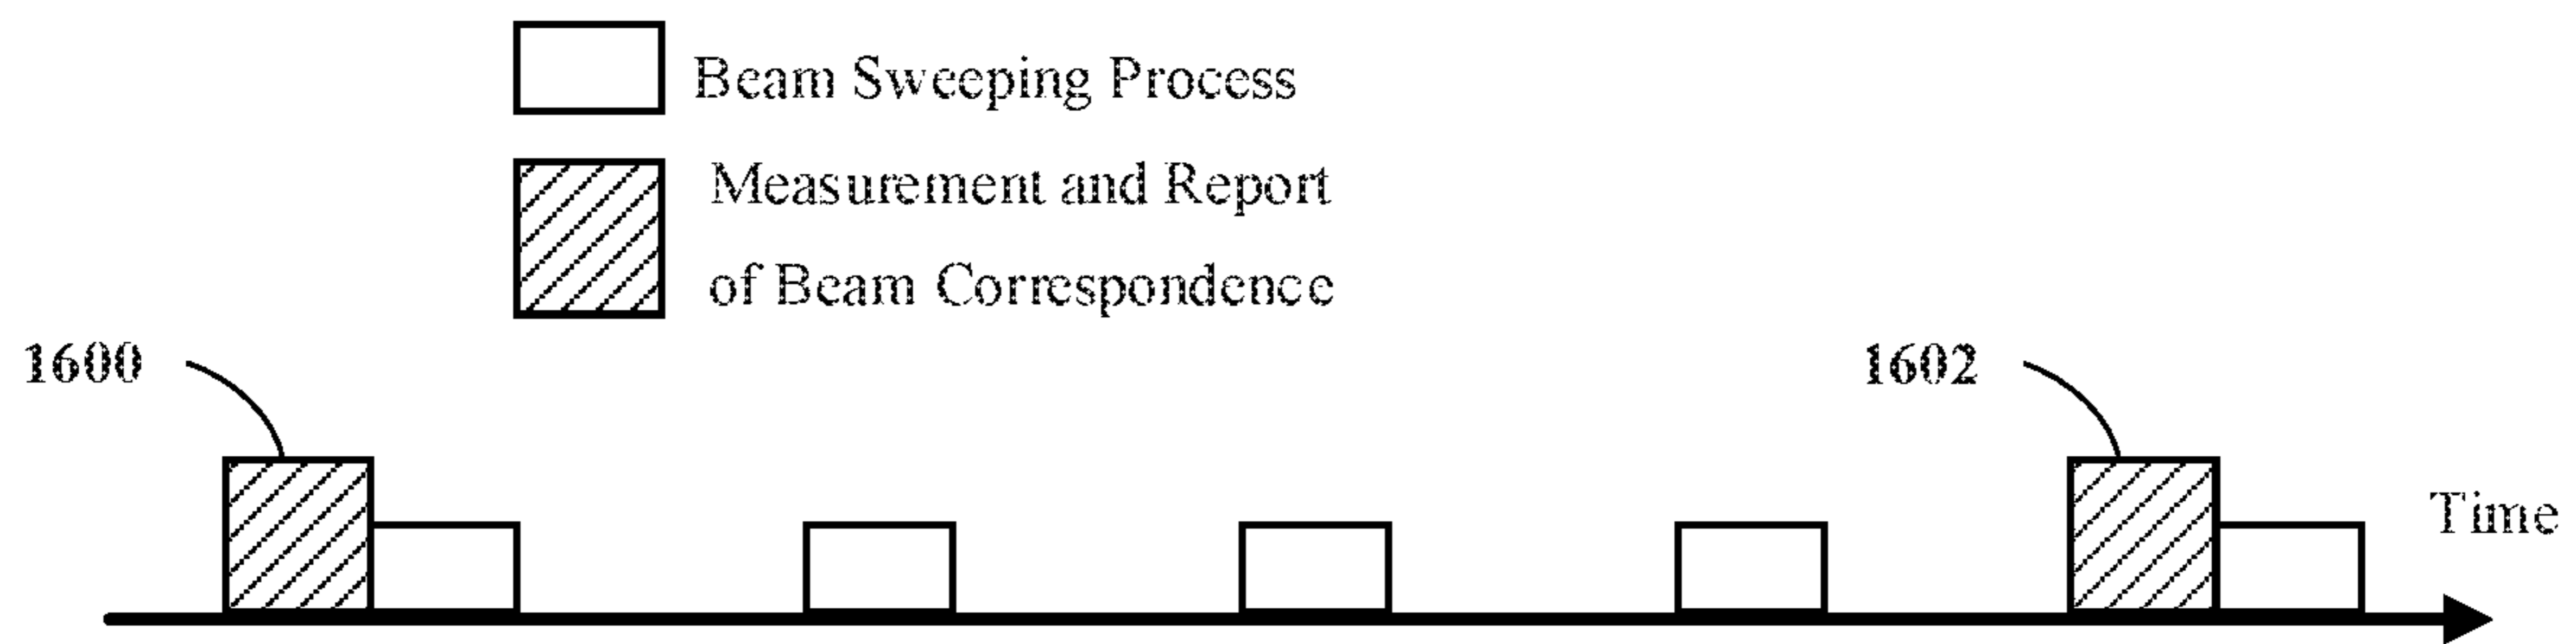 Beam Sweeping Process
Measurement and Report
of Beam Correspondence
1600
1602
Time